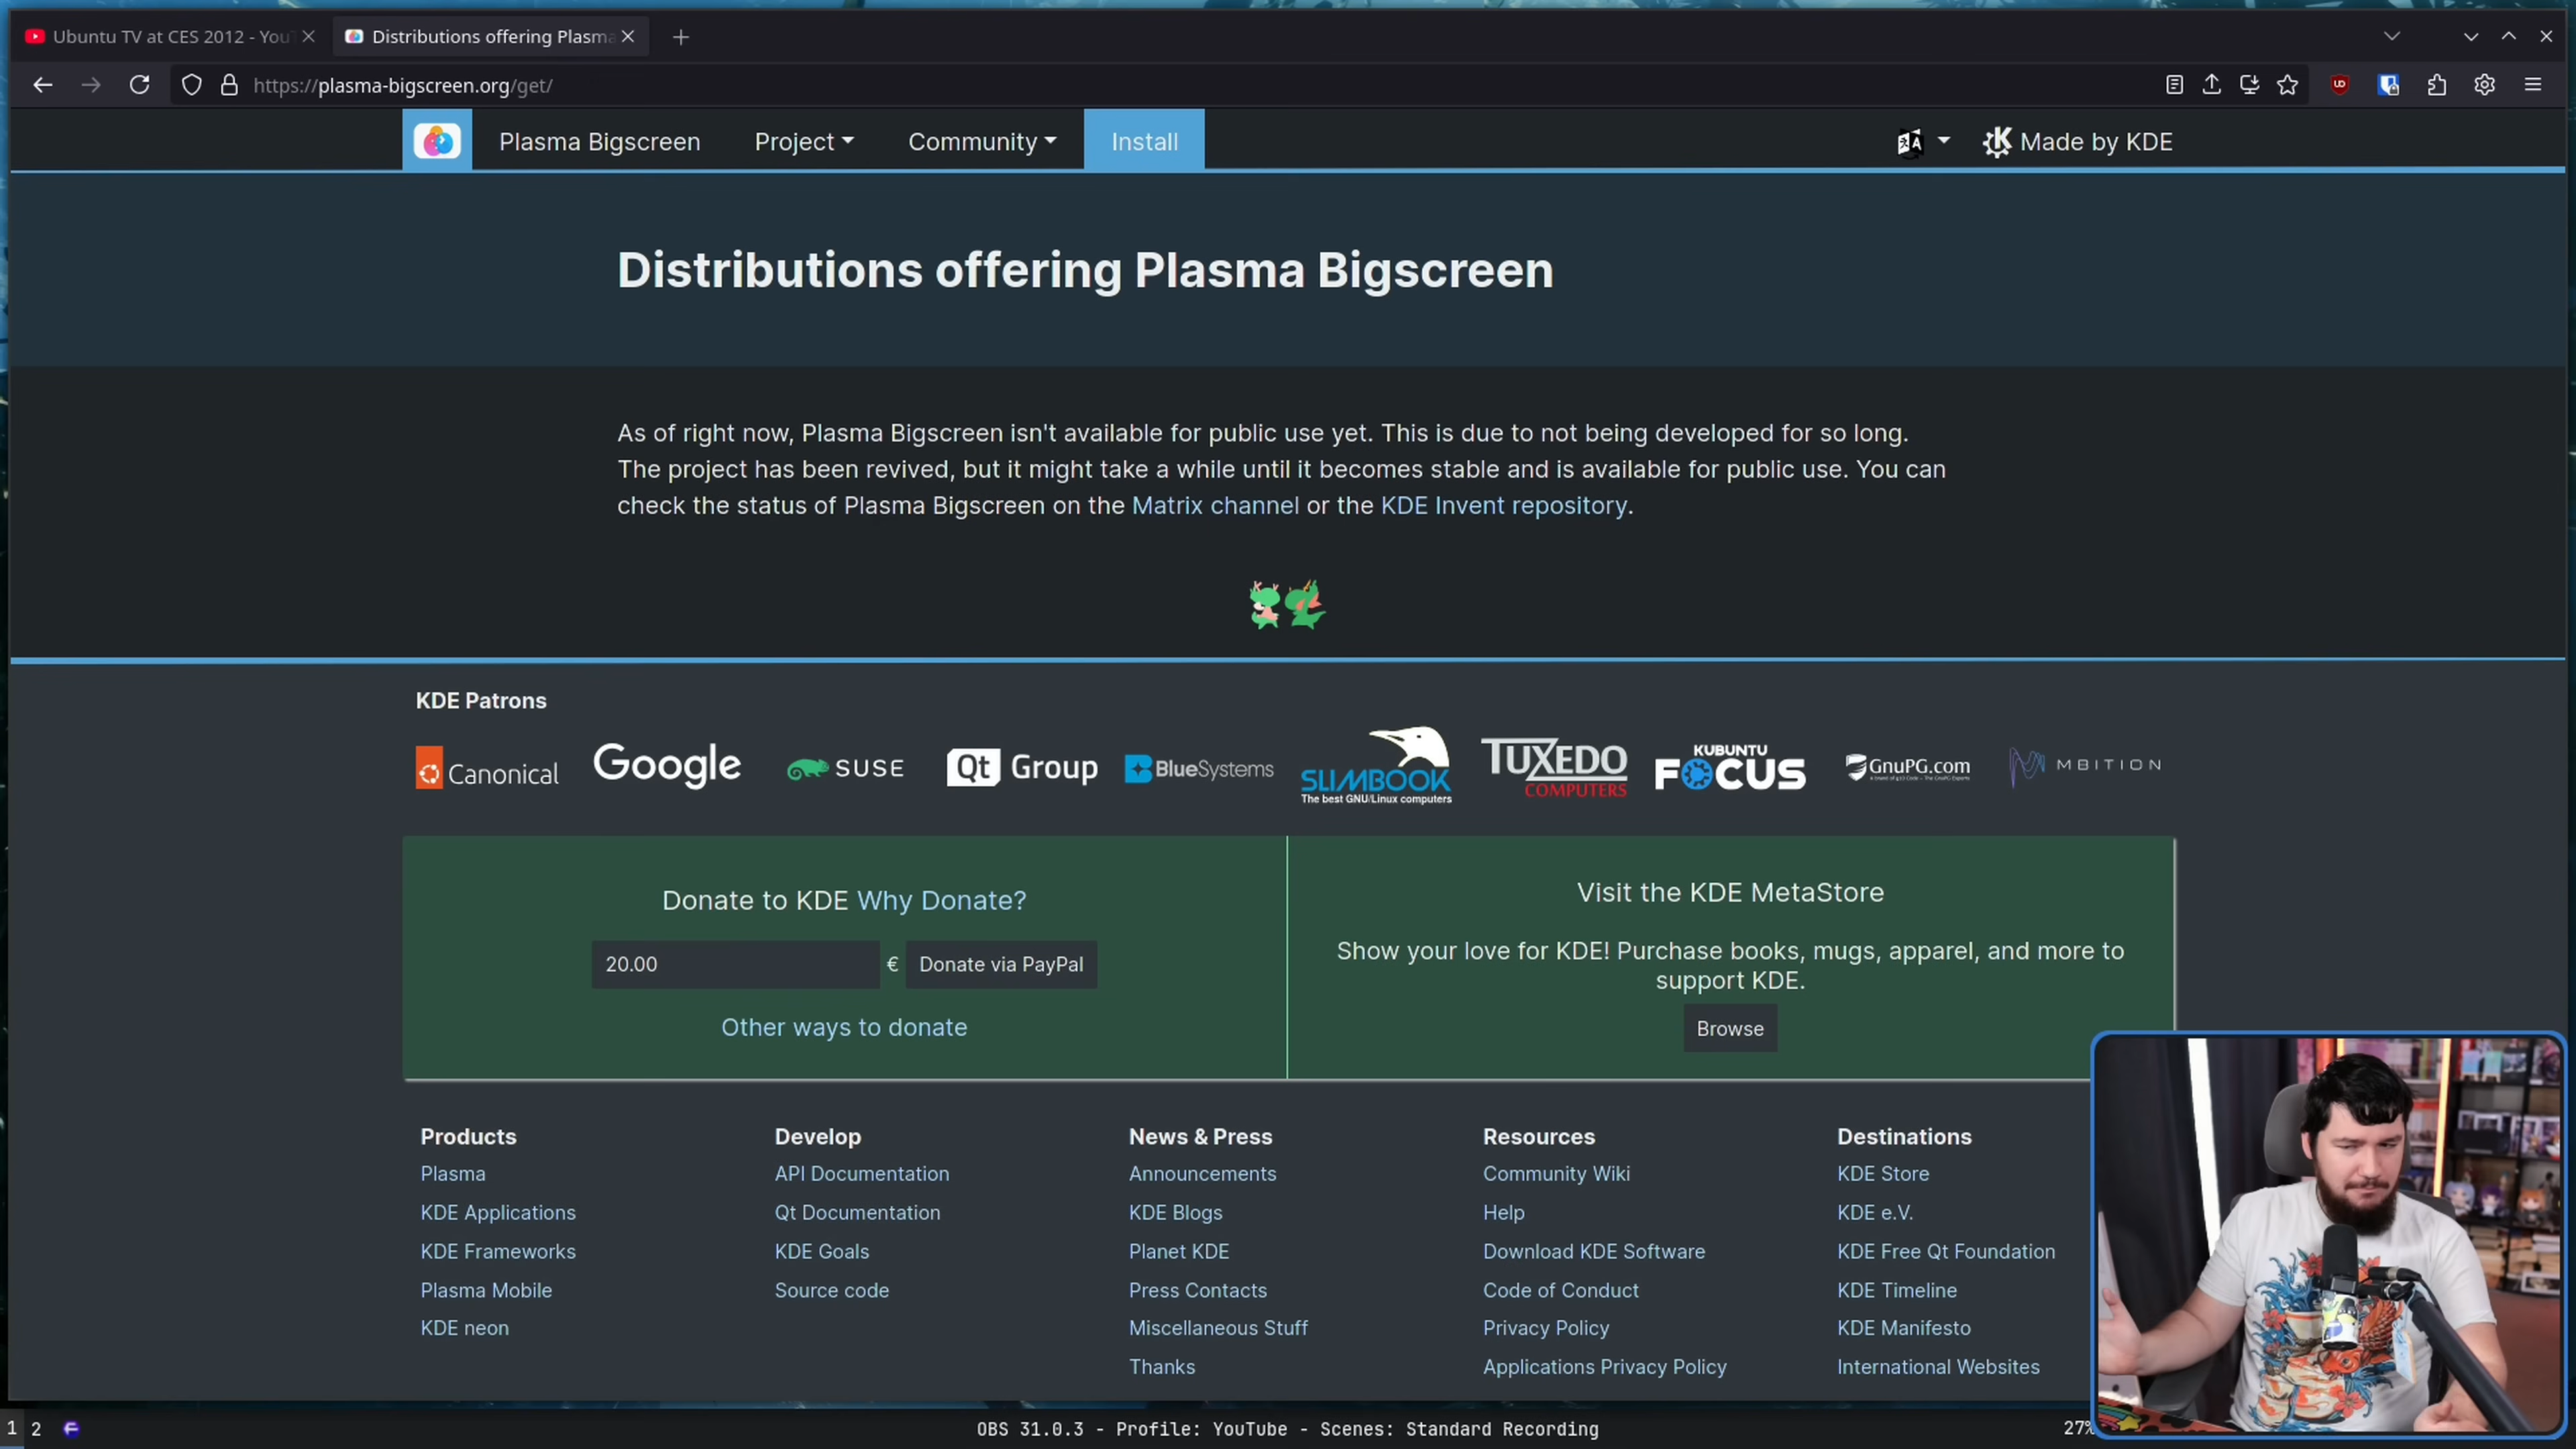 Ubuntu TV at CES 2012 - You
Distributions offering Plasma
https://plasma-bigscreen.org/get/
Plasma Bigscreen
Project
Community
Install
Made by KDE
Distributions offering Plasma Bigscreen
As of right now, Plasma Bigscreen isn't available for public use yet. This is due to not being developed for so long.
The project has been revived, but it might take a while until it becomes stable and is available for public use. You can
check the status of Plasma Bigscreen on the Matrix channel or the KDE Invent repository.
KDE Patrons
Canonical
Google
SUSE
Qt Group
BlueSystems
SLIMBOOK
The best GNU/Linux computers
TUXEDO
COMPUTERS
KUBUNTU
FOCUS
GnuPG.com
MBITION
Donate to KDE Why Donate?
20.00 € Donate via PayPal
Other ways to donate
Visit the KDE MetaStore
Show your love for KDE! Purchase books, mugs, apparel, and more to
support KDE.
Browse
Products
Plasma
KDE Applications
KDE Frameworks
Plasma Mobile
KDE neon
Develop
API Documentation
Qt Documentation
KDE Goals
Source code
News & Press
Announcements
KDE Blogs
Planet KDE
Press Contacts
Miscellaneous Stuff
Thanks
Resources
Community Wiki
Help
Download KDE Software
Code of Conduct
Privacy Policy
Applications Privacy Policy
Destinations
KDE Store
KDE e.V.
KDE Free Qt Foundation
KDE Timeline
KDE Manifesto
International Websites
1 2
OBS 31.0.3 - Profile: YouTube - Scenes: Standard Recording
27%